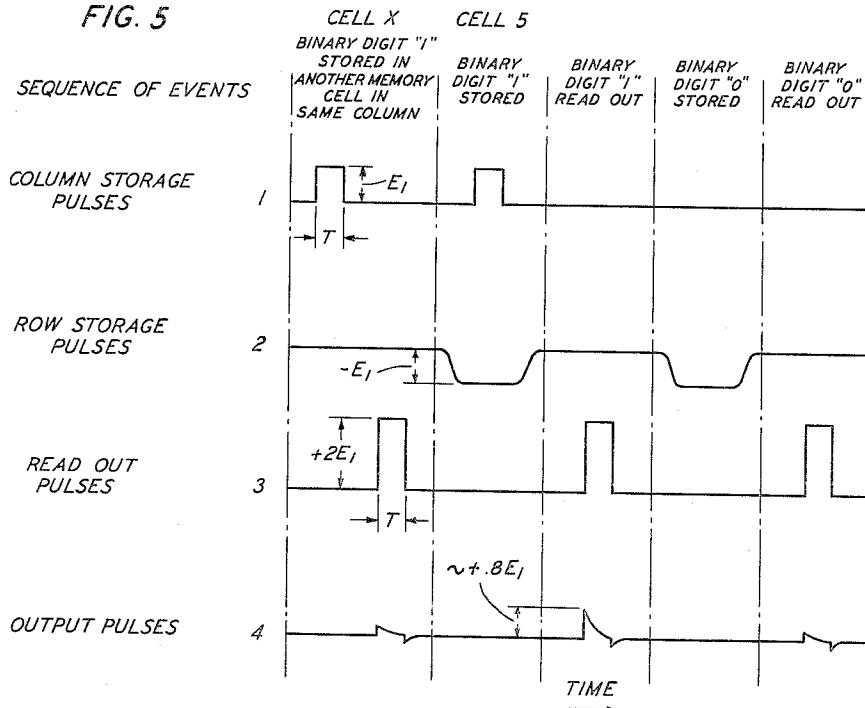 FIG. 5
CELL X
CELL 5
SEQUENCE OF EVENTS
BINARY DIGIT "1"
STORED IN
ANOTHER MEMORY
CELL IN
SAME COLUMN
BINARY
DIGIT "1"
STORED
BINARY
DIGIT "1"
READ OUT
BINARY
DIGIT "0"
STORED
BINARY
DIGIT "0"
READ OUT
COLUMN STORAGE
PULSES
1
E1
T
ROW STORAGE
PULSES
2
-E1
READ OUT
PULSES
3
+2E1
T
OUTPUT PULSES
4
~+.8E1
TIME